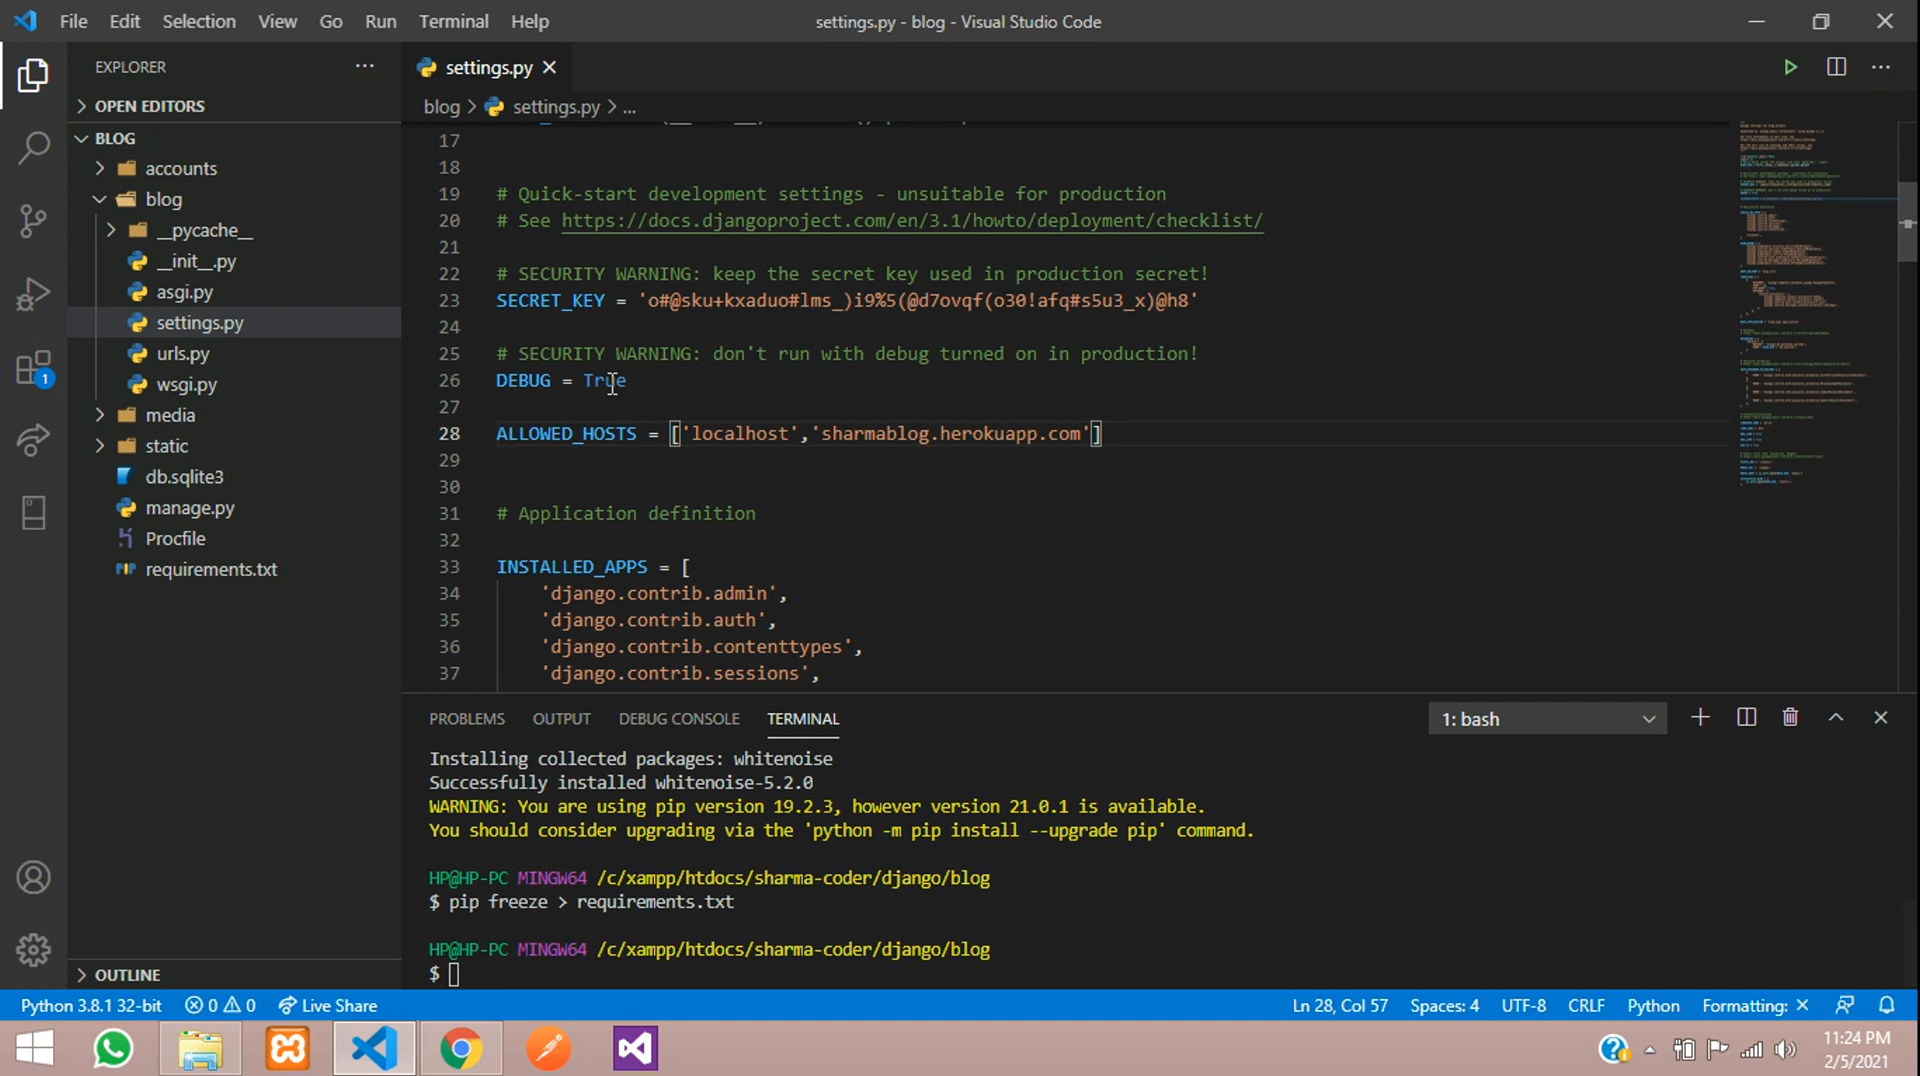 File Edit Selection View Go Run Terminal Help
settings.py - blog - Visual Studio Code
EXPLORER
OPEN EDITORS
BLOG
accounts
blog
__pycache__
__init__.py
asgi.py
settings.py
urls.py
wsgi.py
media
static
db.sqlite3
manage.py
Procfile
requirements.txt
OUTLINE
settings.py
blog > settings.py > ...
17
18
19 # Quick-start development settings - unsuitable for production
20 # See https://docs.djangoproject.com/en/3.1/howto/deployment/checklist/
21
22 # SECURITY WARNING: keep the secret key used in production secret!
23 SECRET_KEY = 'o#@sku+kxaduo#lms_)i9%5(@d7ovqf(o30!afq#s5u3_x)@h8'
24
25 # SECURITY WARNING: don't run with debug turned on in production!
26 DEBUG = True
27
28 ALLOWED_HOSTS = ['localhost','sharmablog.herokuapp.com']
29
30
31 # Application definition
32
33 INSTALLED_APPS = [
34 'django.contrib.admin',
35 'django.contrib.auth',
36 'django.contrib.contenttypes',
37 'django.contrib.sessions',
PROBLEMS OUTPUT DEBUG CONSOLE TERMINAL
1: bash
Installing collected packages: whitenoise
Successfully installed whitenoise-5.2.0
WARNING: You are using pip version 19.2.3, however version 21.0.1 is available.
You should consider upgrading via the 'python -m pip install --upgrade pip' command.
HP@HP-PC MINGW64 /c/xampp/htdocs/sharma-coder/django/blog
$ pip freeze > requirements.txt
HP@HP-PC MINGW64 /c/xampp/htdocs/sharma-coder/django/blog
$
1
Python 3.8.1 32-bit 0 0 Live Share
Ln 28, Col 57 Spaces: 4 UTF-8 CRLF Python Formatting: ×
11:24 PM
2/5/2021